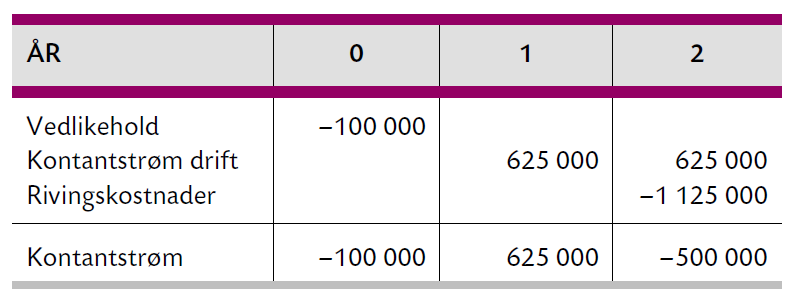 ÅR 0 1 2
Vedlikehold –100 000
Kontantstrøm drift 625 000 625 000
Rivingskostnader –1 125 000
Kontantstrøm –100 000 625 000 –500 000